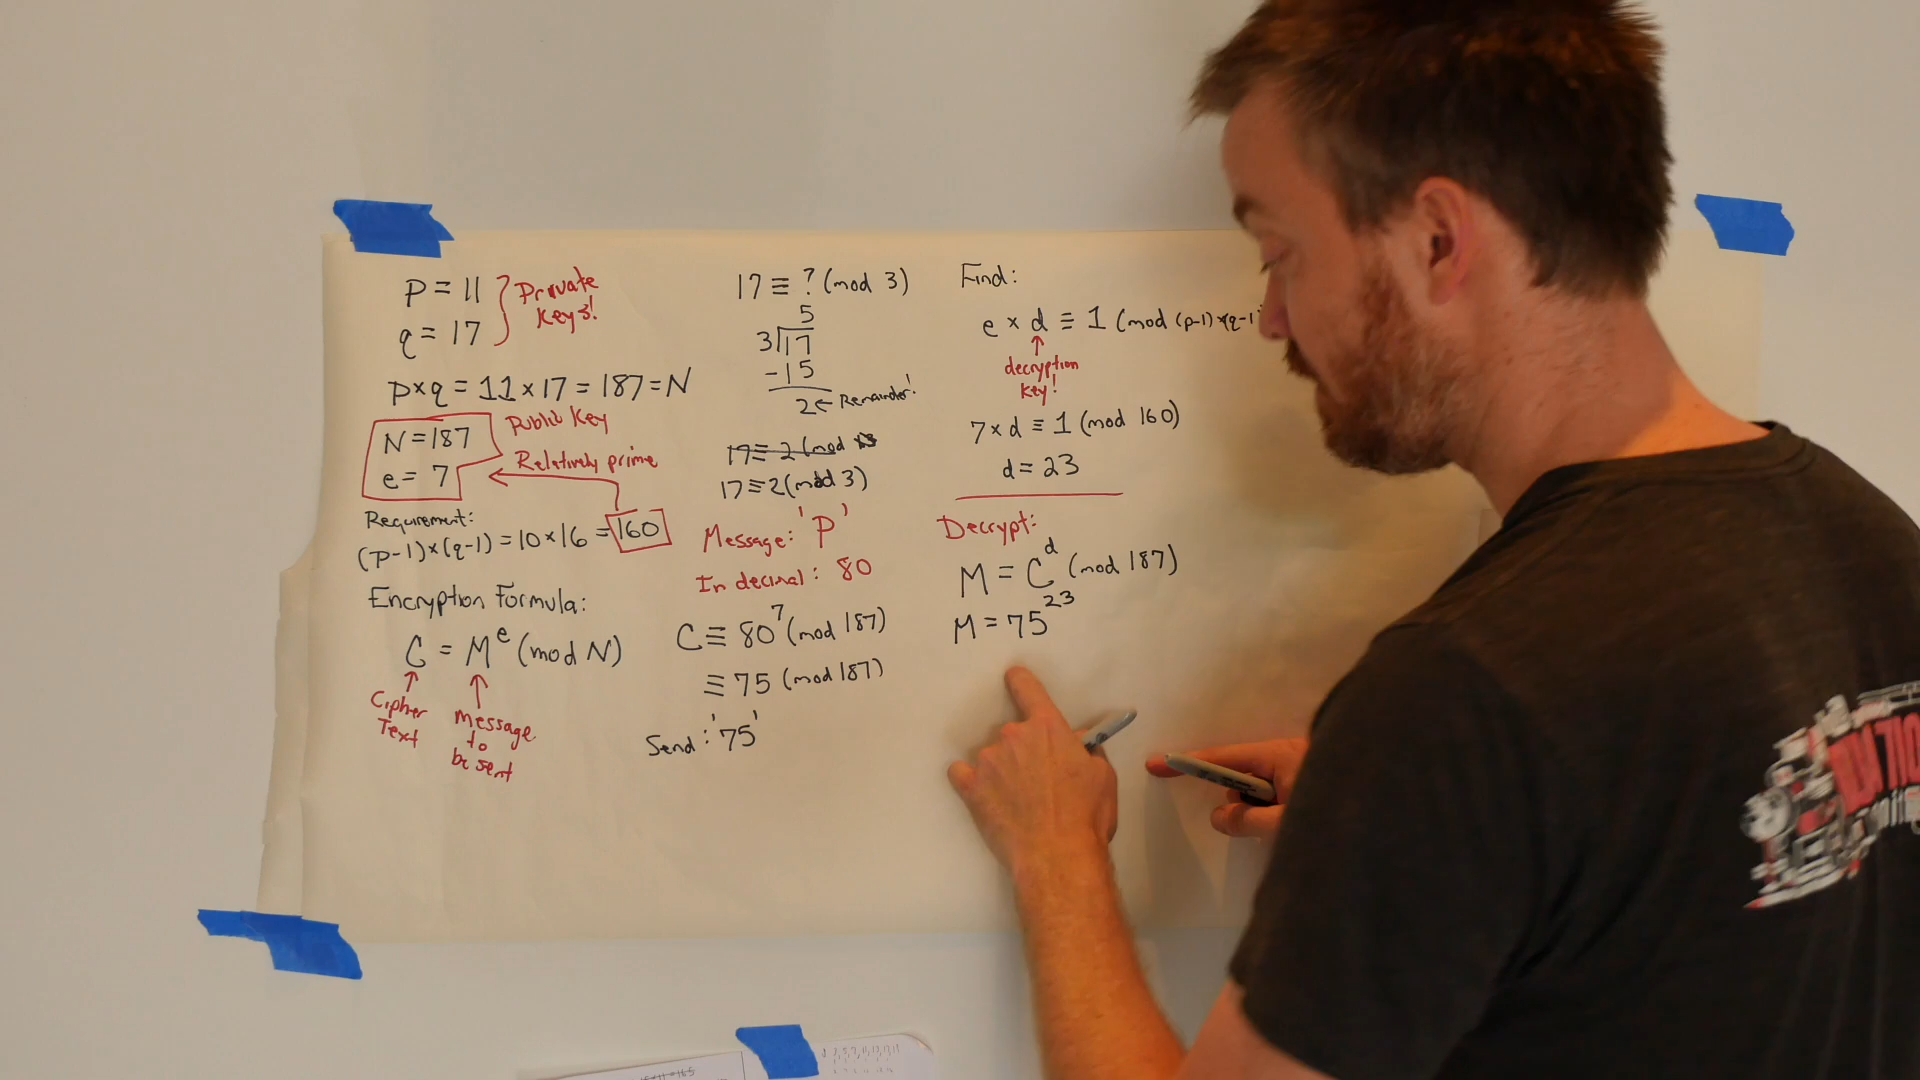 p = 11
q = 17
Private
Keys!
p×q = 11×17 = 187 = N
N = 187
e = 7
Public Key
Relatively prime
Requirement:
(p-1)×(q-1) = 10×16 = 160
Encryption Formula:
C = M^e (mod N)
Cipher
Text
Message
to
be sent
17 ≡ ? (mod 3)
5
3)17
-15
2 ← Remainder!
17 ≡ 2 (mod
17 ≡ 2 (mod 3)
Message: 'P'
In decimal: 80
C ≡ 80^7 (mod 187)
≡ 75 (mod 187)
Send: '75'
Find:
e × d ≡ 1 (mod (p-1)×(q-1)
decryption
key!
7 × d ≡ 1 (mod 160)
d = 23
Decrypt:
M = C^d (mod 187)
M = 75^23